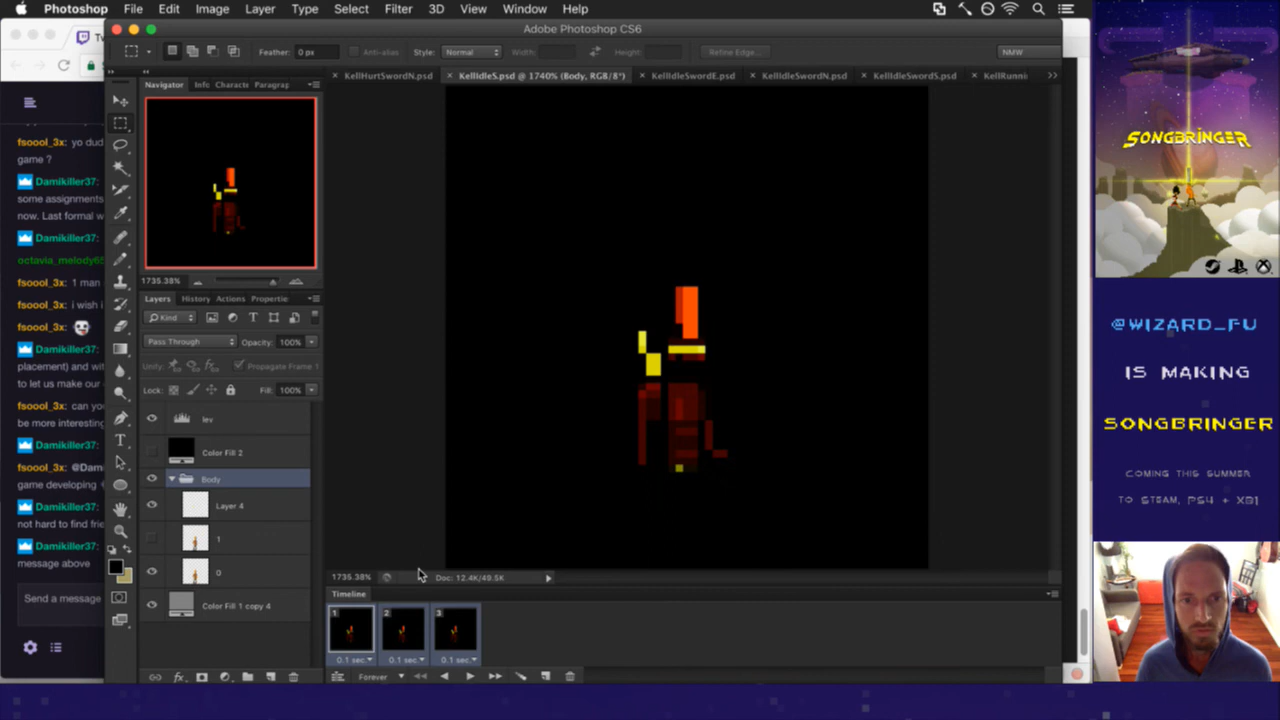 Photoshop File Edit Image Layer Type Select Filter 3D View Window Help
Adobe Photoshop CS6
Feather: 0 px Anti-alias Style: Normal Width: Height: Refine Edge... NMW
KellHurtSwordN.psd KellIdleS.psd @ 1740% (Body, RGB/8*) KellIdleSwordE.psd KellIdleSwordN.psd KellIdleSwordS.psd KellRunni
Navigator Info Characte Paragrap
fsoool_3x: yo dud
game ?
Damikiller37:
some assignments
now. Last formal w
Damikiller37:
octavia_melody65
fsoool_3x: 1 man
fsoool_3x: i wish i
fsoool_3x:
Damikiller37:
placement) and wit
to let us make our
fsoool_3x: can you
be more interesting
Damikiller37:
fsoool_3x: @Dam
game developing
Damikiller37:
not hard to find frie
Damikiller37:
message above
Send a message
1735.38%
Layers History Actions Propertie
Kind
Pass Through Opacity: 100%
Unify: Propagate Frame 1
Lock: Fill: 100%
lev
Color Fill 2
Body
Layer 4
1
0
Color Fill 1 copy 4
1735.38% Doc: 12.4K/49.5K
Timeline
1 2 3
0.1 sec. 0.1 sec. 0.1 sec.
Forever
SONGBRINGER
@WIZARD_FU
IS MAKING
SONGBRINGER
COMING THIS SUMMER
TO STEAM, PS4 + XB1